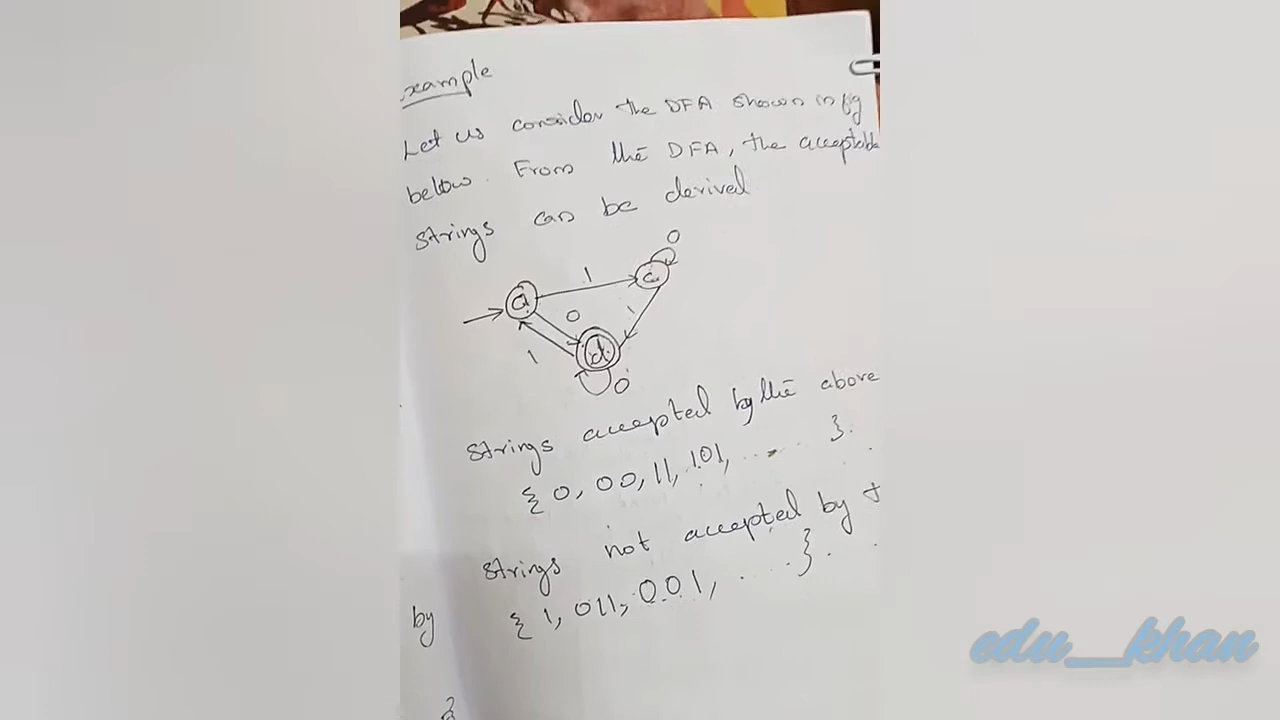 xample
Let us consider the DFA shown in fig
below. From the DFA, the acceptable
strings can be derived
0
1
a
c
0
1
d
1
0
strings accepted by the above
{ 0, 00, 11, 101, ..... }.
strings not accepted by t
by { 1, 011, 001, ..... }.
edu__khan